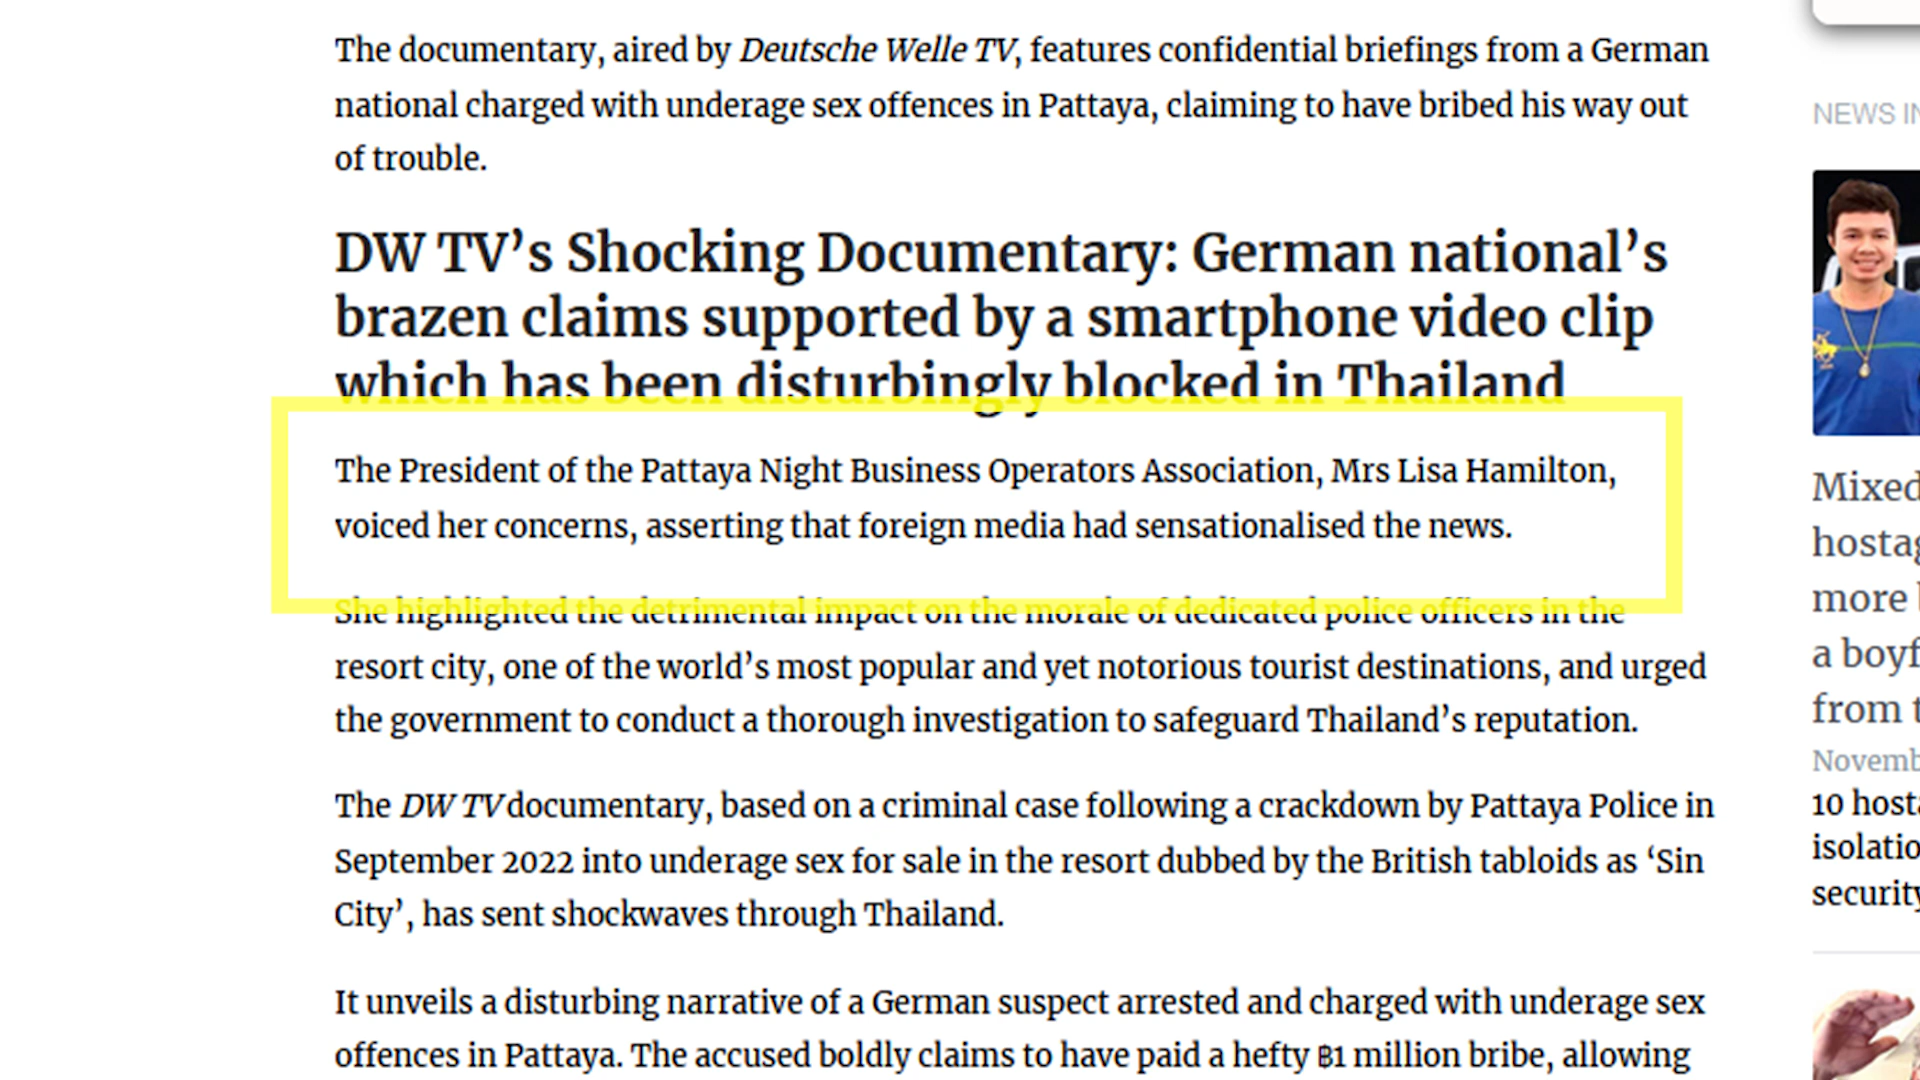 The documentary, aired by Deutsche Welle TV, features confidential briefings from a German
national charged with underage sex offences in Pattaya, claiming to have bribed his way out
of trouble.
DW TV’s Shocking Documentary: German national’s
brazen claims supported by a smartphone video clip
which has been disturbingly blocked in Thailand
The President of the Pattaya Night Business Operators Association, Mrs Lisa Hamilton,
voiced her concerns, asserting that foreign media had sensationalised the news.
She highlighted the detrimental impact on the morale of dedicated police officers in the
resort city, one of the world’s most popular and yet notorious tourist destinations, and urged
the government to conduct a thorough investigation to safeguard Thailand’s reputation.
The DW TV documentary, based on a criminal case following a crackdown by Pattaya Police in
September 2022 into underage sex for sale in the resort dubbed by the British tabloids as ‘Sin
City’, has sent shockwaves through Thailand.
It unveils a disturbing narrative of a German suspect arrested and charged with underage sex
offences in Pattaya. The accused boldly claims to have paid a hefty ฿1 million bribe, allowing
NEWS
Mixed
more
a
from
10